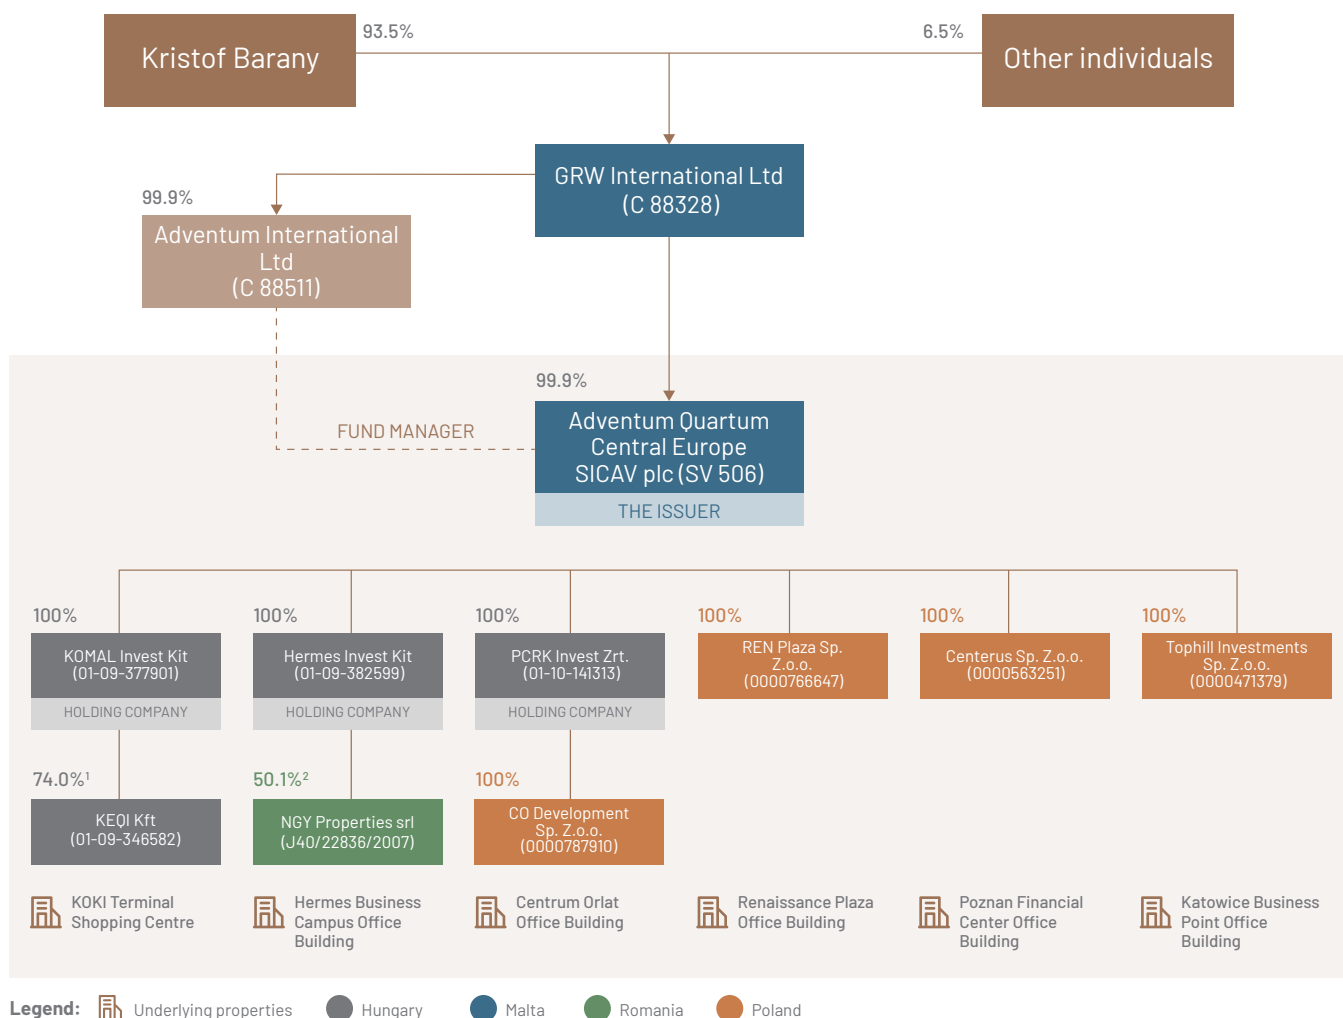 93.5%
6.5%
Kristof Barany
Other individuals
GRW International Ltd
(C 88328)
99.9%
Adventum International
Ltd
(C 88511)
99.9%
FUND MANAGER
Adventum Quartum
Central Europe
SICAV plc (SV 506)
THE ISSUER
100%
100%
100%
100%
100%
100%
KOMAL Invest Kit
(01-09-377901)
HOLDING COMPANY
Hermes Invest Kit
(01-09-382599)
HOLDING COMPANY
PCRK Invest Zrt.
(01-10-141313)
HOLDING COMPANY
REN Plaza Sp.
Z.o.o.
(0000766647)
Centerus Sp. Z.o.o.
(0000563251)
Tophill Investments
Sp. Z.o.o.
(0000471379)
74.0%¹
50.1%²
100%
KEQI Kft
(01-09-346582)
NGY Properties srl
(J40/22836/2007)
CO Development
Sp. Z.o.o.
(0000787910)
KOKI Terminal
Shopping Centre
Hermes Business
Campus Office
Building
Centrum Orlat
Office Building
Renaissance Plaza
Office Building
Poznan Financial
Center Office
Building
Katowice Business
Point Office
Building
Legend: Underlying properties Hungary Malta Romania Poland